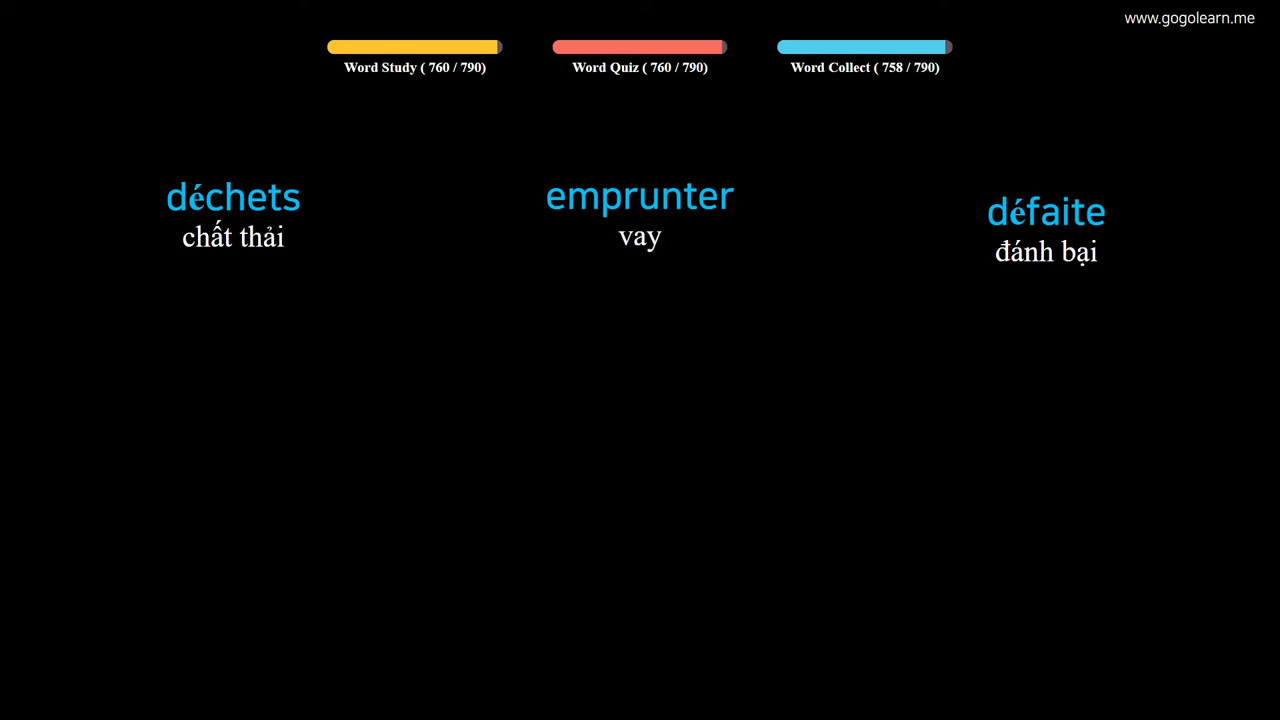 www.gogolearn.me
Word Study ( 760 / 790)
Word Quiz ( 760 / 790)
Word Collect ( 758 / 790)
déchets
chất thải
emprunter
vay
défaite
đánh bại